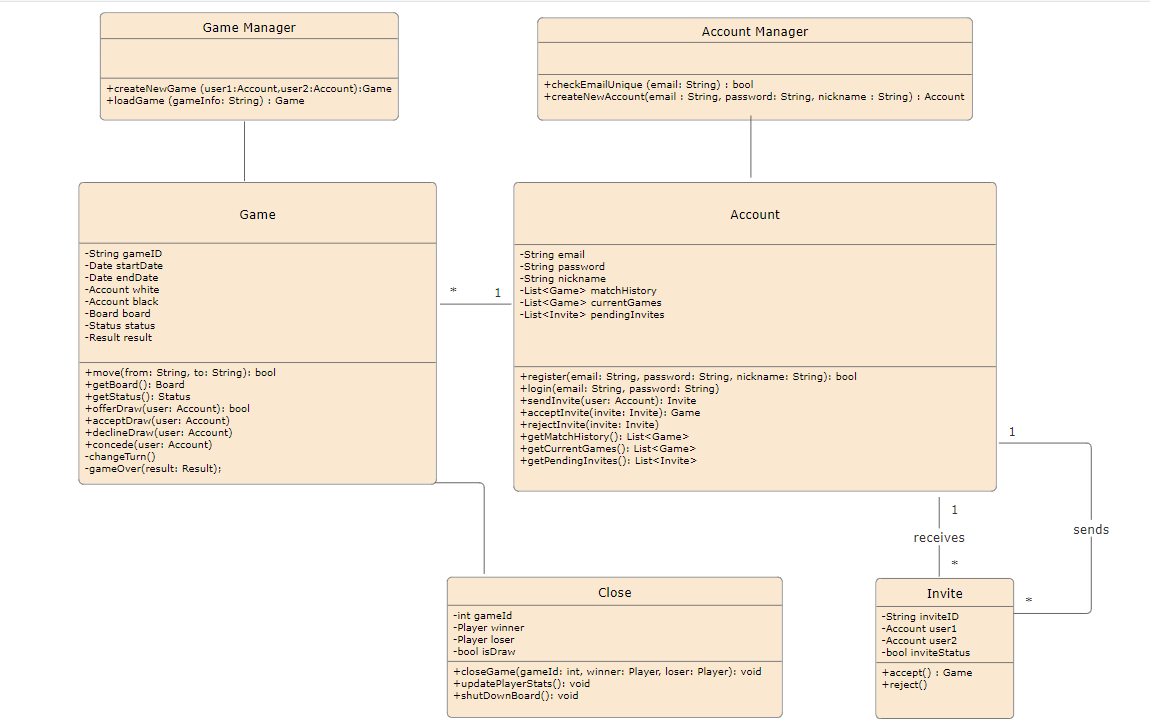 Game Manager
+createNewGame (user1:Account,user2:Account):Game
+loadGame (gameInfo: String) : Game
Account Manager
+checkEmailUnique (email: String) : bool
+createNewAccount(email : String, password: String, nickname : String) : Account
Game
-String gameID
-Date startDate
-Date endDate
-Account white
-Account black
-Board board
-Status status
-Result result
+move(from: String, to: String): bool
+getBoard(): Board
+getStatus(): Status
+offerDraw(user: Account): bool
+acceptDraw(user: Account)
+declineDraw(user: Account)
+concede(user: Account)
-changeTurn()
-gameOver(result: Result);
* 1
Account
-String email
-String password
-String nickname
-List<Game> matchHistory
-List<Game> currentGames
-List<Invite> pendingInvites
+register(email: String, password: String, nickname: String): bool
+login(email: String, password: String)
+sendInvite(user: Account): Invite
+acceptInvite(invite: Invite): Game
+rejectInvite(invite: Invite)
+getMatchHistory(): List<Game>
+getCurrentGames(): List<Game>
+getPendingInvites(): List<Invite>
1
sends
*
1
receives
*
Close
-int gameId
-Player winner
-Player loser
-bool isDraw
+closeGame(gameId: int, winner: Player, loser: Player): void
+updatePlayerStats(): void
+shutDownBoard(): void
Invite
-String inviteID
-Account user1
-Account user2
-bool inviteStatus
+accept() : Game
+reject()